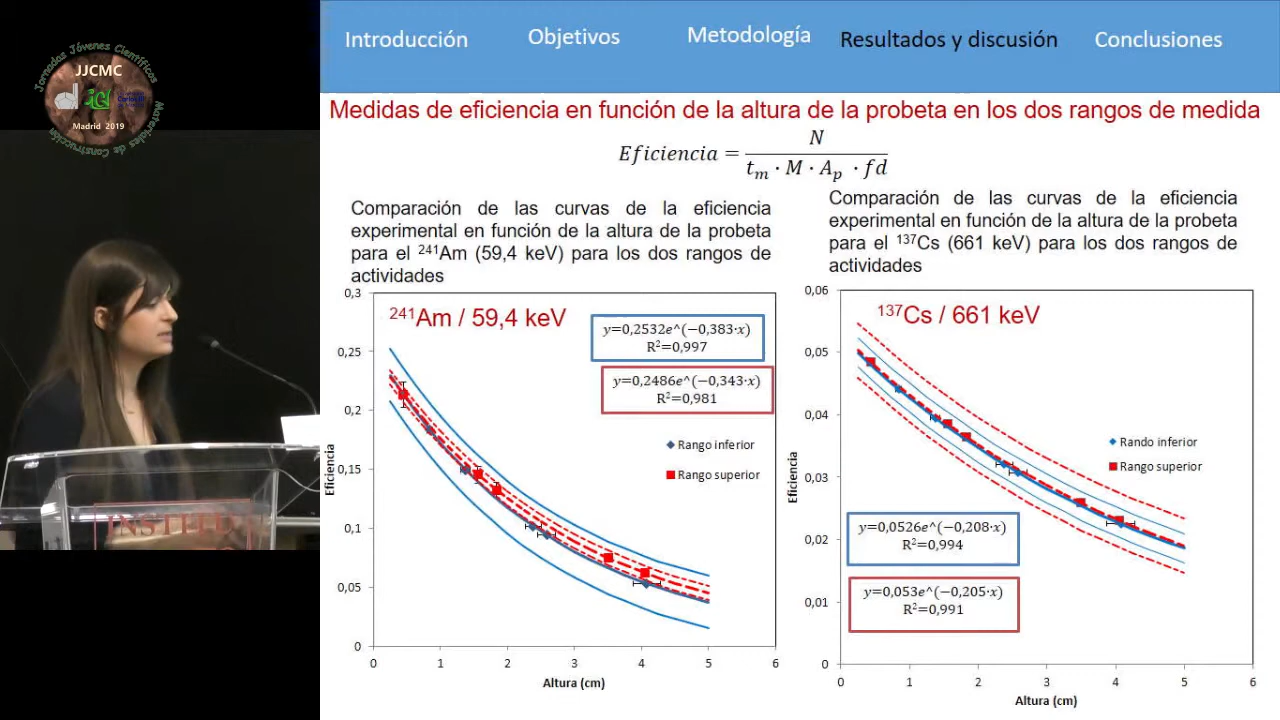 Introducción
Objetivos
Metodología
Resultados y discusión
Conclusiones
Jornadas Jóvenes Científicos
Materiales de Construcción
JJCMC
Madrid 2019
Medidas de eficiencia en función de la altura de la probeta en los dos rangos de medida
Eficiencia = N / (tₘ · M · Aₚ · fd)
Comparación de las curvas de la eficiencia
experimental en función de la altura de la probeta
para el ²⁴¹Am (59,4 keV) para los dos rangos de
actividades
0,3
0,25
0,2
0,15
0,1
0,05
0
Eficiencia
²⁴¹Am / 59,4 keV
y=0,2532e^(−0,383·x)
R²=0,997
y=0,2486e^(−0,343·x)
R²=0,981
Rango inferior
Rango superior
0 1 2 3 4 5 6
Altura (cm)
Comparación de las curvas de la eficiencia
experimental en función de la altura de la probeta
para el ¹³⁷Cs (661 keV) para los dos rangos de
actividades
0,06
0,05
0,04
0,03
0,02
0,01
0
Eficiencia
¹³⁷Cs / 661 keV
Rando inferior
Rango superior
y=0,0526e^(−0,208·x)
R²=0,994
y=0,053e^(−0,205·x)
R²=0,991
0 1 2 3 4 5 6
Altura (cm)